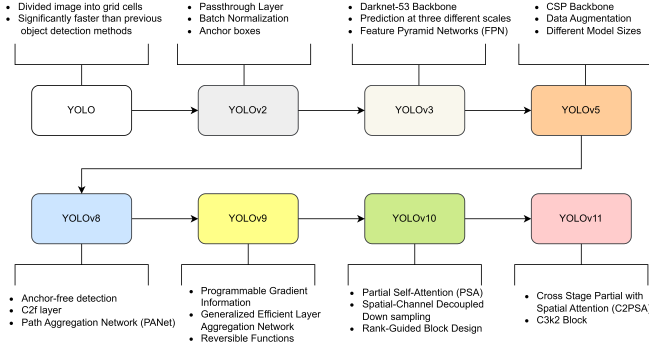 • Divided image into grid cells
• Significantly faster than previous
object detection methods
• Passthrough Layer
• Batch Normalization
• Anchor boxes
• Darknet-53 Backbone
• Prediction at three different scales
• Feature Pyramid Networks (FPN)
• CSP Backbone
• Data Augmentation
• Different Model Sizes
YOLO
YOLOv2
YOLOv3
YOLOv5
YOLOv8
YOLOv9
YOLOv10
YOLOv11
• Anchor-free detection
• C2f layer
• Path Aggregation Network (PANet)
• Programmable Gradient
Information
• Generalized Efficient Layer
Aggregation Network
• Reversible Functions
• Partial Self-Attention (PSA)
• Spatial-Channel Decoupled
Down sampling
• Rank-Guided Block Design
• Cross Stage Partial with
Spatial Attention (C2PSA)
• C3k2 Block